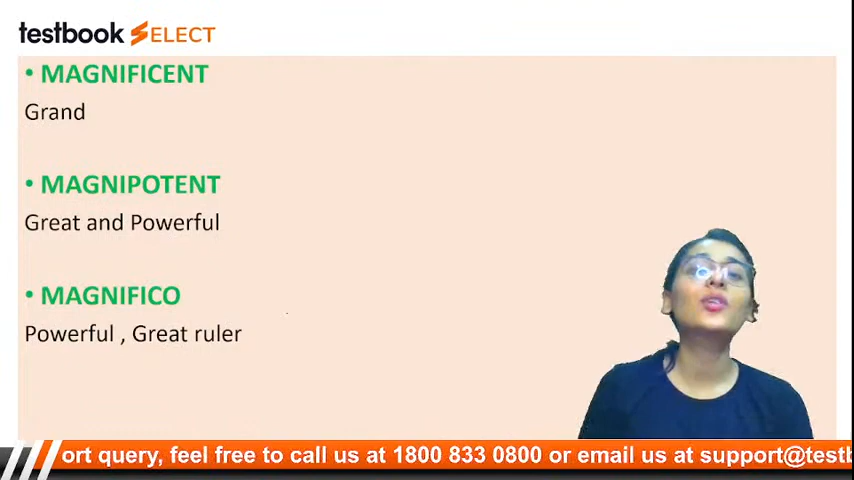 testbook SELECT
• MAGNIFICENT
Grand
• MAGNIPOTENT
Great and Powerful
• MAGNIFICO
Powerful , Great ruler
ort query, feel free to call us at 1800 833 0800 or email us at support@testb